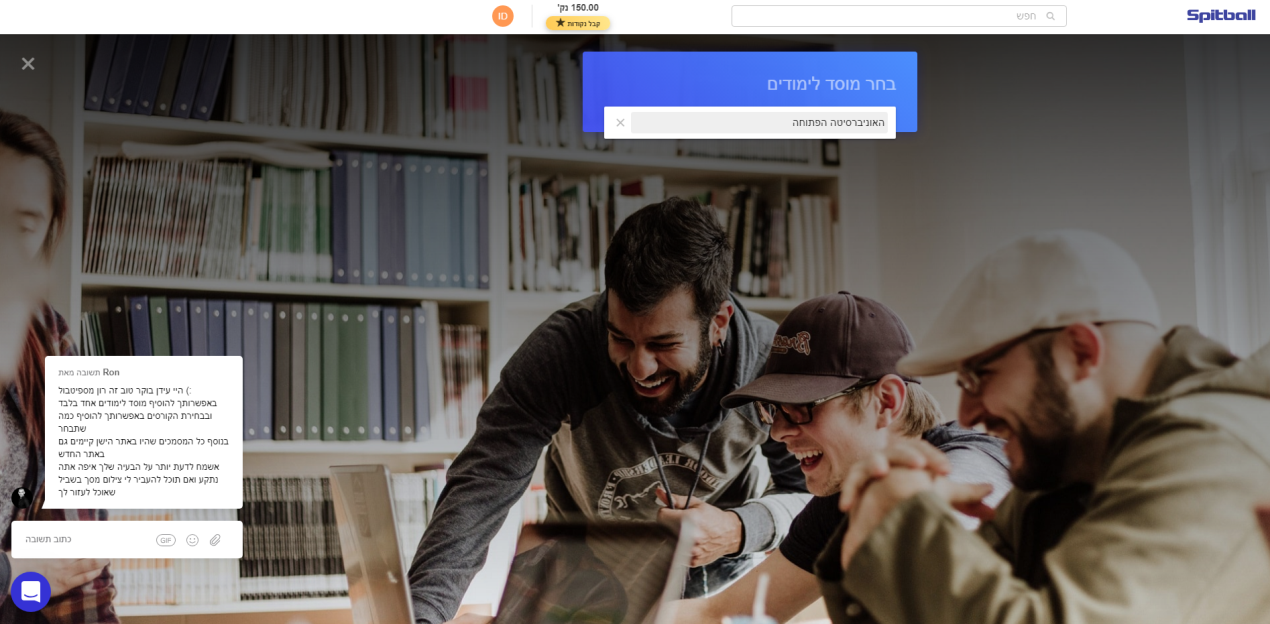 Spitball
חפש
150.00 נק'
קבל נקודות
ID
בחר מוסד לימודים
האוניברסיטה הפתוחה
תשובה מאת Ron
היי עידן בוקר טוב זה רון מספיטבול (:
באפשרותך להוסיף מוסד לימודים אחד בלבד
ובבחירת הקורסים באפשרותך להוסיף כמה
שתבחר
בנוסף כל המסמכים שהיו באתר הישן קיימים גם
באתר החדש
אשמח לדעת יותר על הבעיה שלך איפה אתה
נתקע ואם תוכל להעביר לי צילום מסך בשביל
שאוכל לעזור לך
כתוב תשובה
GIF